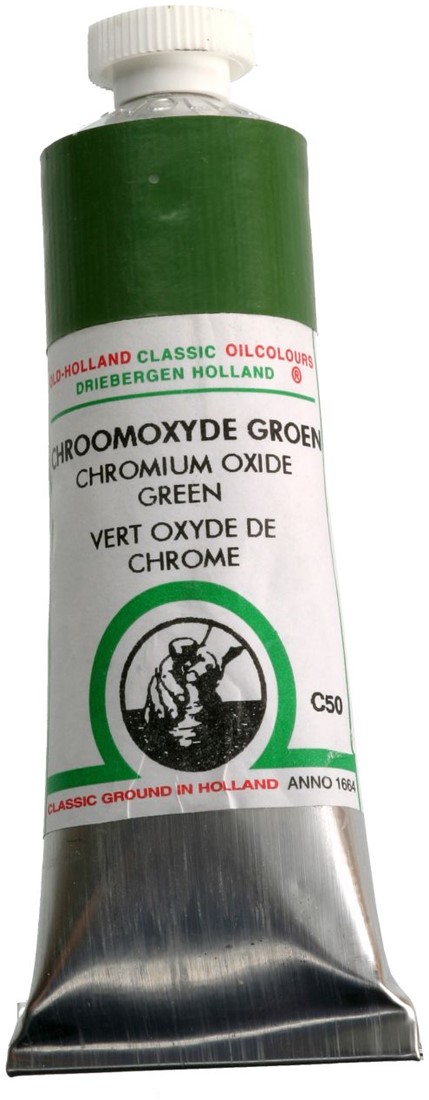 OLD-HOLLAND CLASSIC OILCOLOURS
DRIEBERGEN HOLLAND ®
CHROOMOXYDE GROEN
CHROMIUM OXIDE
GREEN
VERT OXYDE DE
CHROME
C50
CLASSIC GROUND IN HOLLAND ANNO 1664